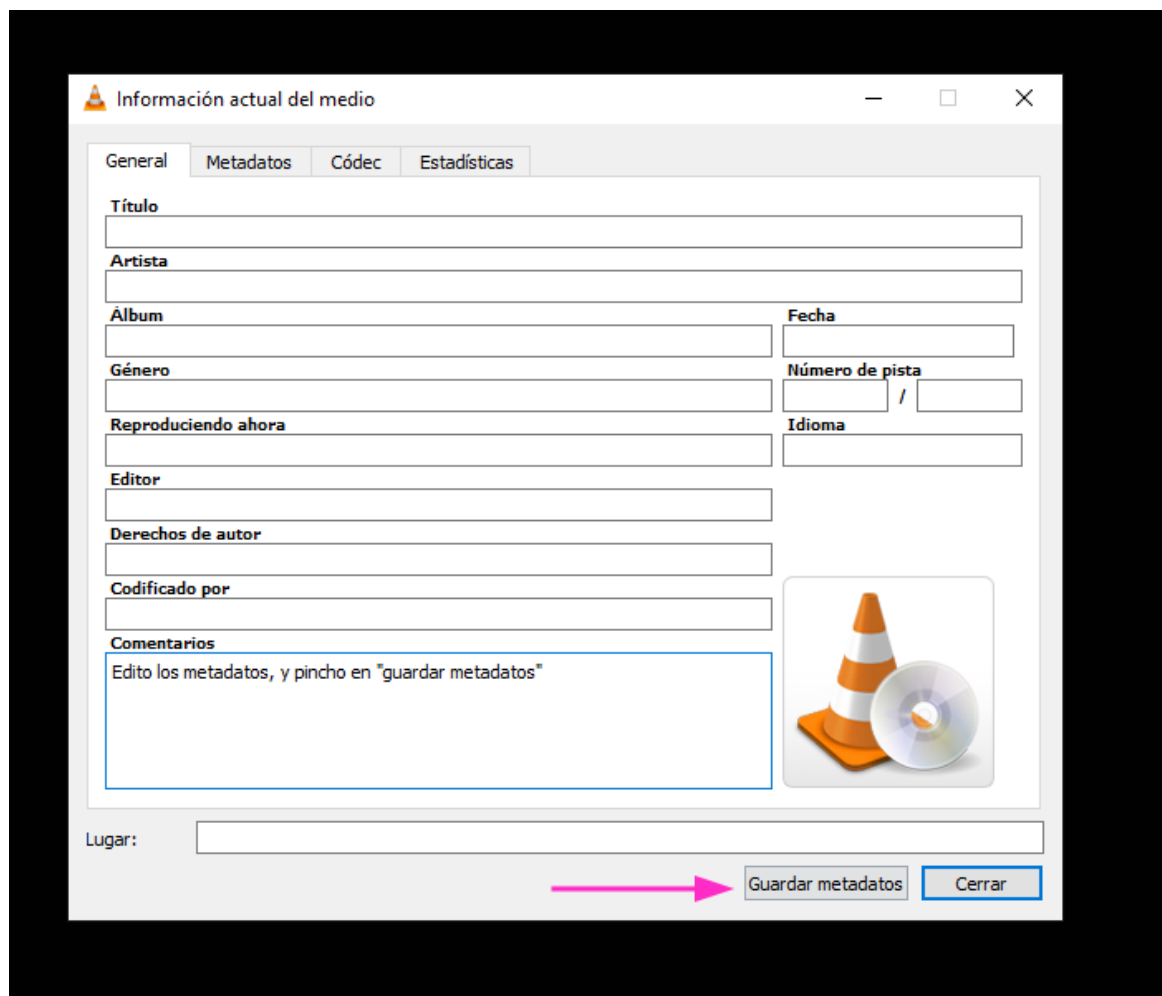 Información actual del medio
General Metadatos Códec Estadísticas
Título
Artista
Álbum Fecha
Género Número de pista
/
Reproduciendo ahora Idioma
Editor
Derechos de autor
Codificado por
Comentarios
Edito los metadatos, y pincho en "guardar metadatos"
Lugar:
Guardar metadatos Cerrar